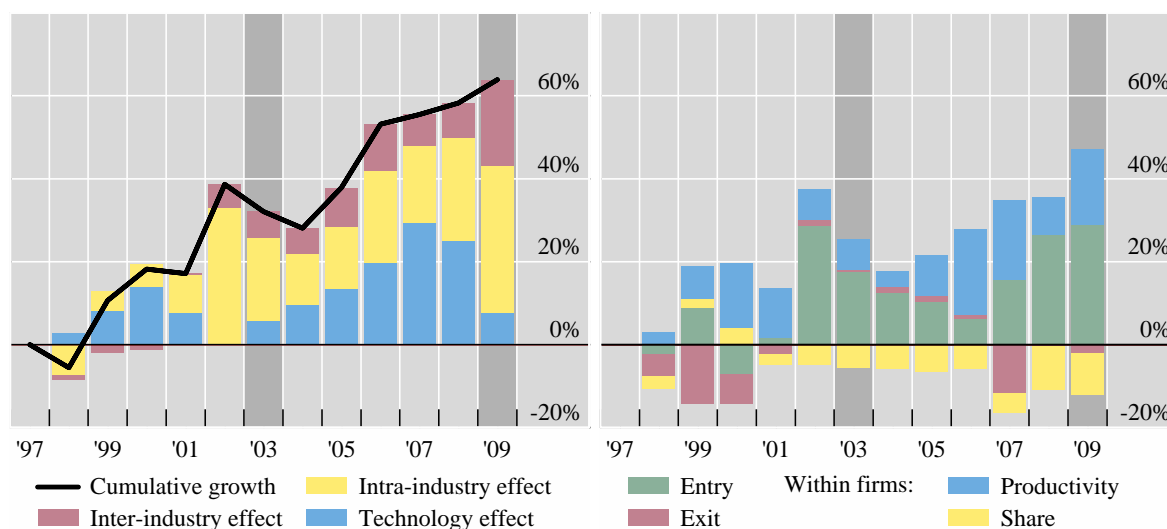 60%
40%
20%
0%
-20%
'97 '99 '01 '03 '05 '07 '09
Cumulative growth Intra-industry effect
Inter-industry effect Technology effect
60%
40%
20%
0%
-20%
'97 '99 '01 '03 '05 '07 '09
Entry Within firms: Productivity
Exit Share